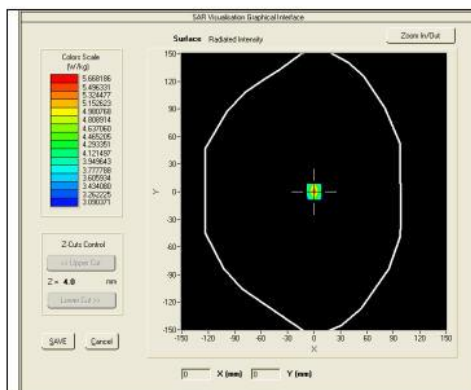 SAR Visualisation Graphical Interface
Surface Radiated Intensity
Zoom In/Out
Colors Scale
(W/kg)
5.668186
5.496331
5.324477
5.152623
4.980768
4.808914
4.637060
4.465205
4.293351
4.121497
3.949643
3.777788
3.605934
3.434080
3.262225
3.090371
150
120
90
60
30
0
-30
-60
-90
-120
-150
Y
-150 -120 -90 -60 -30 0 30 60 90 120 150
X
Z-Cuts Control
<< Upper Cut
Z = 4.0 mm
Lower Cut >>
SAVE Cancel
0 X (mm) 0 Y (mm)